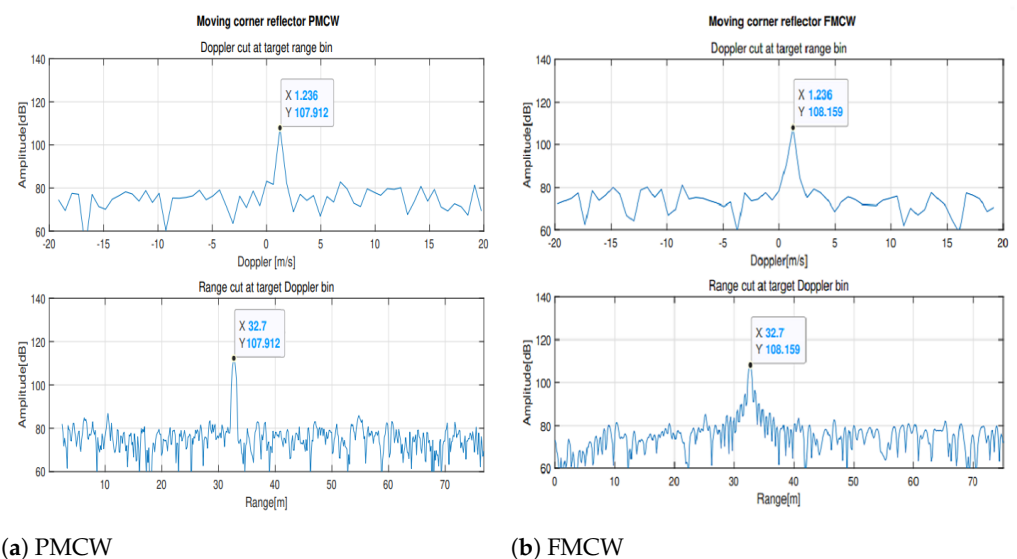 Moving corner reflector PMCW
Doppler cut at target range bin
Amplitude[dB]
140
120
100
80
60
X 1.236
Y 107.912
-20 -15 -10 -5 0 5 10 15 20
Doppler [m/s]
Range cut at target Doppler bin
Amplitude[dB]
140
120
100
80
60
X 32.7
Y 107.912
10 20 30 40 50 60 70
Range[m]
(a) PMCW
Moving corner reflector FMCW
Doppler cut at target range bin
Amplitude[dB]
140
120
100
80
60
X 1.236
Y 108.159
-20 -15 -10 -5 0 5 10 15 20
Doppler[m/s]
Range cut at target Doppler bin
Amplitude[dB]
140
120
100
80
60
X 32.7
Y 108.159
0 10 20 30 40 50 60 70
Range[m]
(b) FMCW